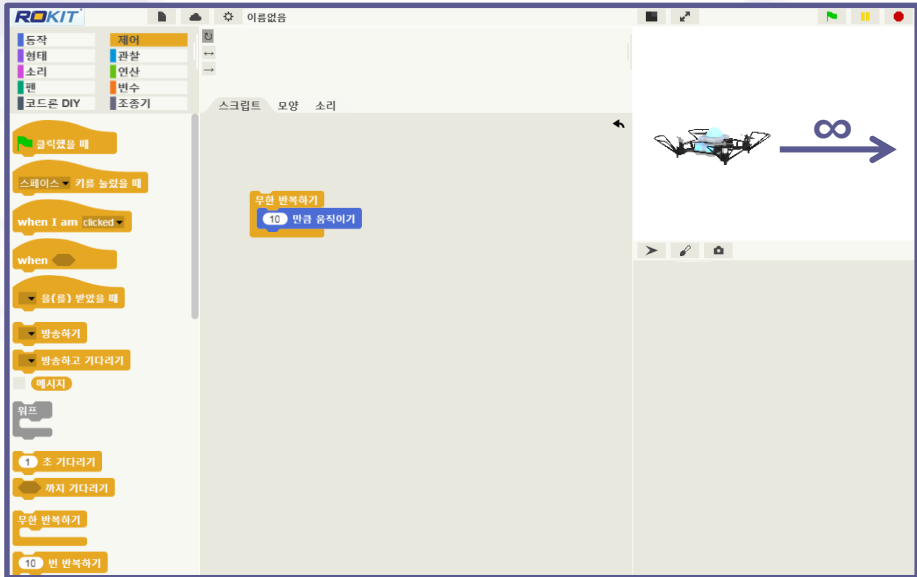 ROKIT
이름없음
동작
제어
형태
관찰
소리
연산
펜
변수
코드론 DIY
조종기
스크립트 모양 소리
클릭했을 때
스페이스 키를 눌렀을 때
when I am clicked
when
을(를) 받았을 때
방송하기
방송하고 기다리기
메시지
워프
1 초 기다리기
까지 기다리기
무한 반복하기
10 번 반복하기
무한 반복하기
10 만큼 움직이기
∞